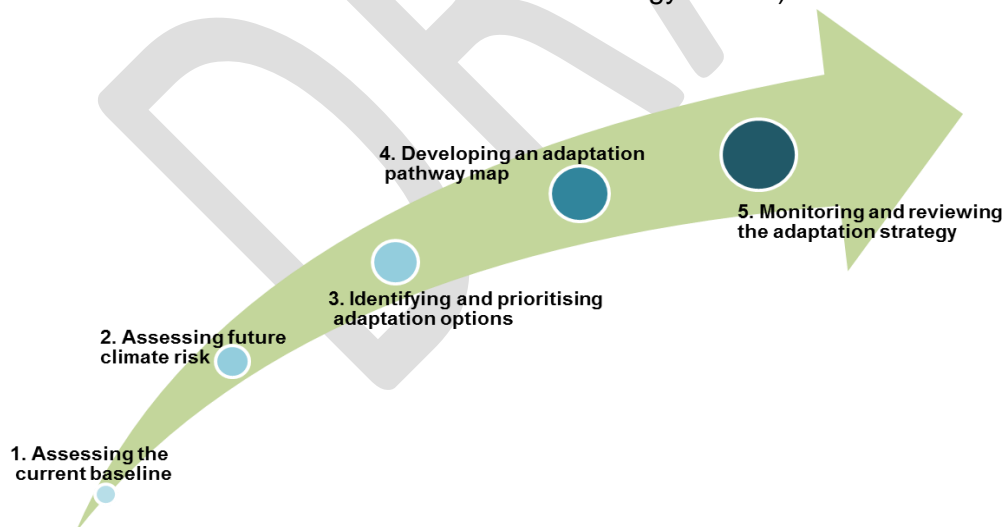 1. Assessing the
current baseline
2. Assessing future
climate risk
3. Identifying and prioritising
adaptation options
4. Developing an adaptation
pathway map
5. Monitoring and reviewing
the adaptation strategy